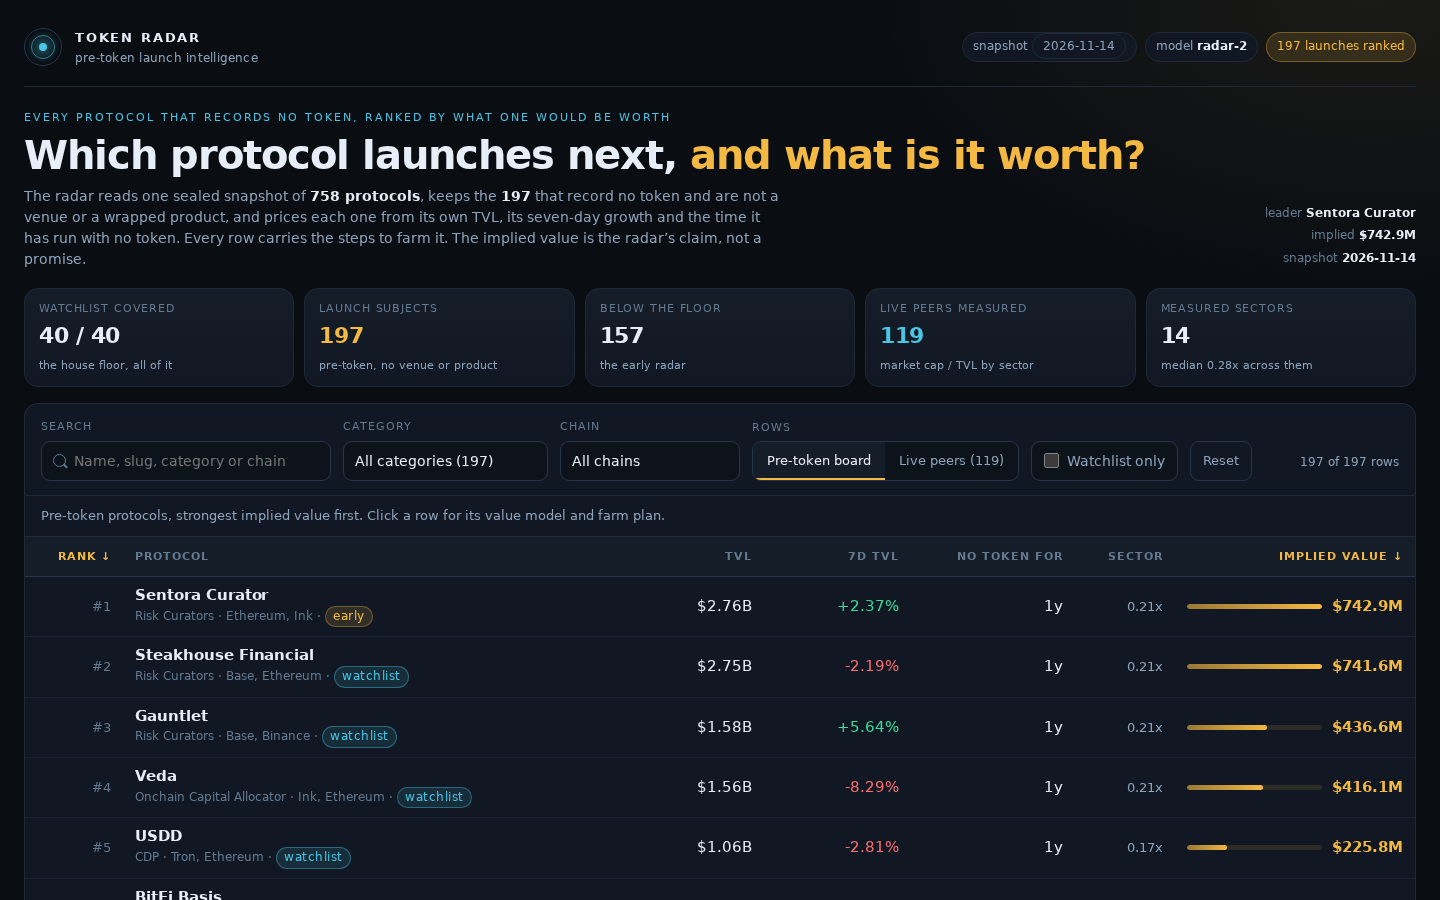 TOKEN RADAR
pre-token launch intelligence
snapshot 2026-11-14
model radar-2
197 launches ranked
EVERY PROTOCOL THAT RECORDS NO TOKEN, RANKED BY WHAT ONE WOULD BE WORTH
Which protocol launches next, and what is it worth?
The radar reads one sealed snapshot of 758 protocols, keeps the 197 that record no token and are not a
venue or a wrapped product, and prices each one from its own TVL, its seven-day growth and the time it
has run with no token. Every row carries the steps to farm it. The implied value is the radar’s claim, not a
promise.
leader Sentora Curator
implied $742.9M
snapshot 2026-11-14
WATCHLIST COVERED
40 / 40
the house floor, all of it
LAUNCH SUBJECTS
197
pre-token, no venue or product
BELOW THE FLOOR
157
the early radar
LIVE PEERS MEASURED
119
market cap / TVL by sector
MEASURED SECTORS
14
median 0.28x across them
SEARCH
Name, slug, category or chain
CATEGORY
All categories (197)
CHAIN
All chains
ROWS
Pre-token board
Live peers (119)
Watchlist only
Reset
197 of 197 rows
Pre-token protocols, strongest implied value first. Click a row for its value model and farm plan.
RANK ↓ PROTOCOL TVL 7D TVL NO TOKEN FOR SECTOR IMPLIED VALUE ↓
#1 Sentora Curator $2.76B +2.37% 1y 0.21x $742.9M
Risk Curators · Ethereum, Ink · early
#2 Steakhouse Financial $2.75B -2.19% 1y 0.21x $741.6M
Risk Curators · Base, Ethereum · watchlist
#3 Gauntlet $1.58B +5.64% 1y 0.21x $436.6M
Risk Curators · Base, Binance · watchlist
#4 Veda $1.56B -8.29% 1y 0.21x $416.1M
Onchain Capital Allocator · Ink, Ethereum · watchlist
#5 USDD $1.06B -2.81% 1y 0.17x $225.8M
CDP · Tron, Ethereum · watchlist
BitFi Basis